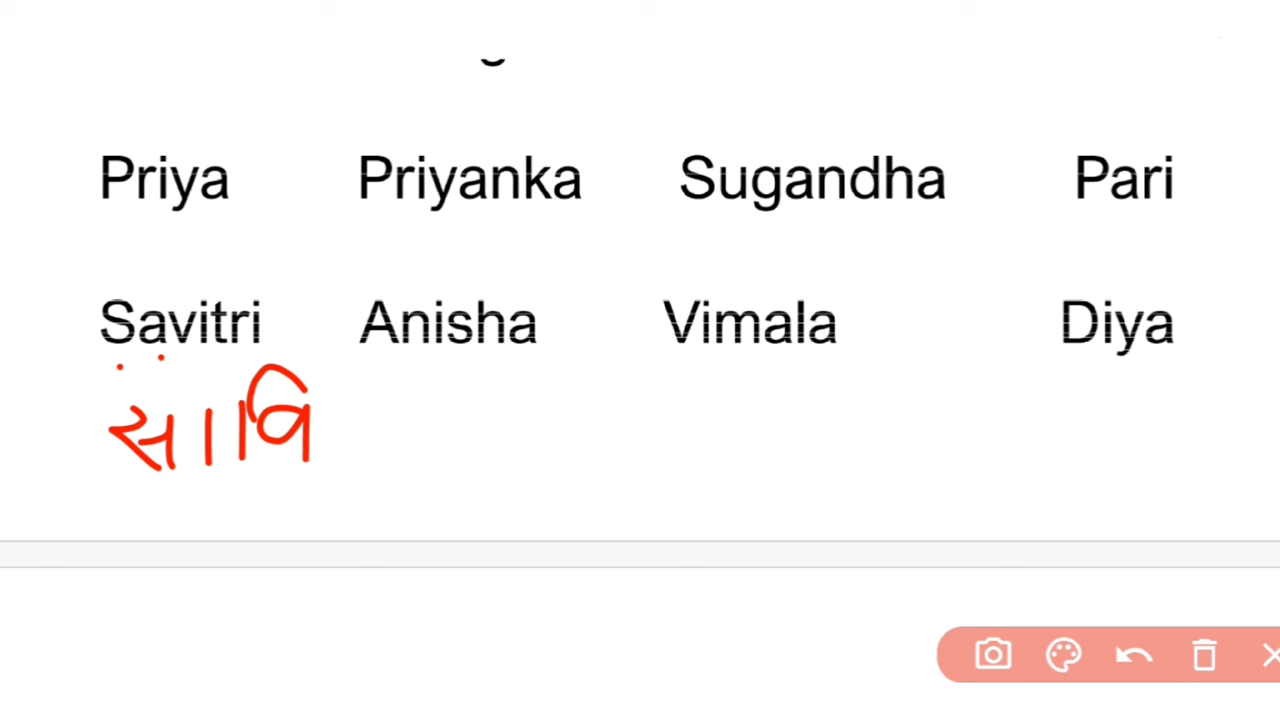 Priya Priyanka Sugandha Pari
Savitri Anisha Vimala Diya
सावि